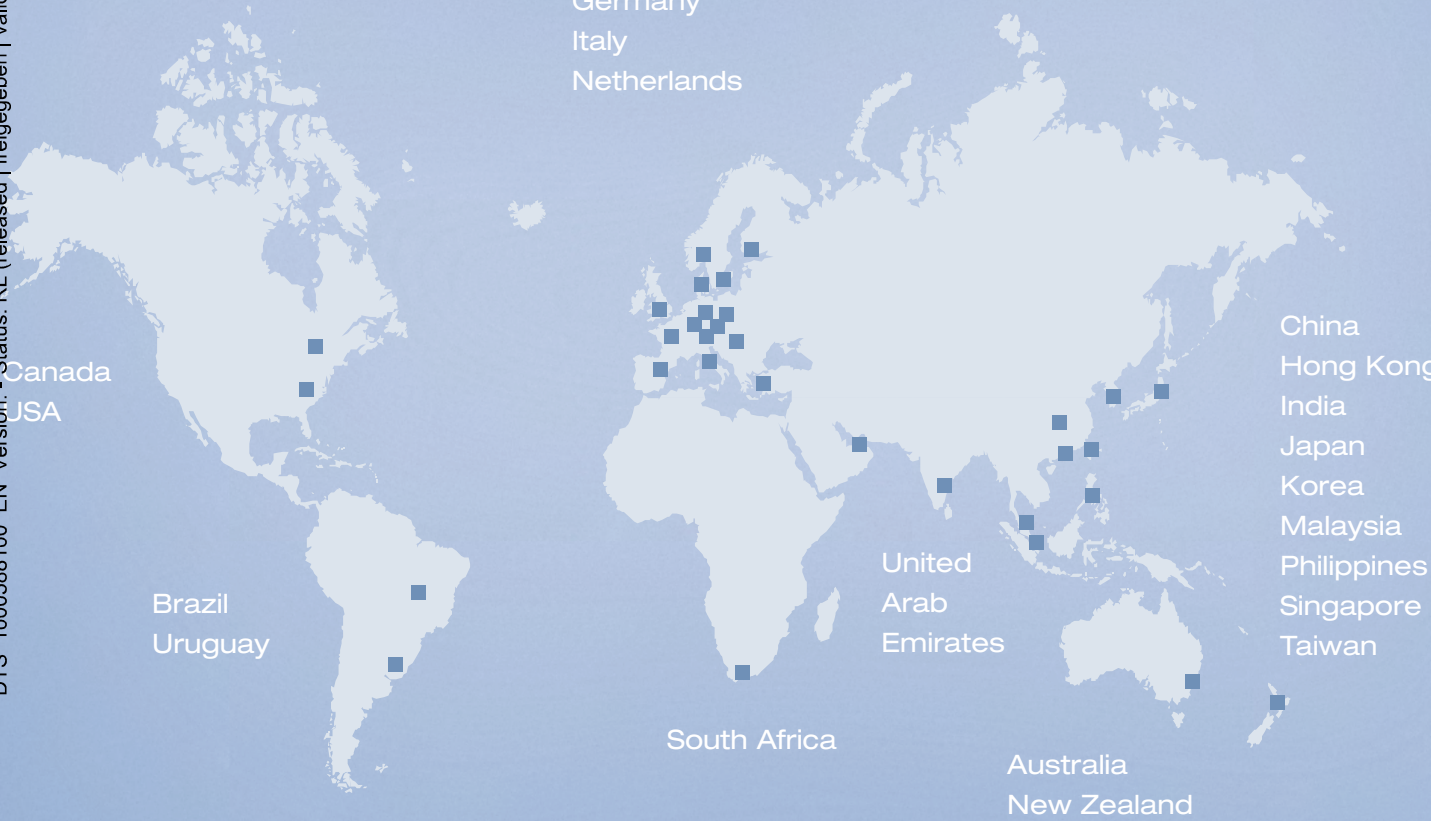 Germany
Italy
Netherlands
Canada
USA
Brazil
Uruguay
South Africa
United
Arab
Emirates
Australia
New Zealand
China
Hong Kong
India
Japan
Korea
Malaysia
Philippines
Singapore
Taiwan